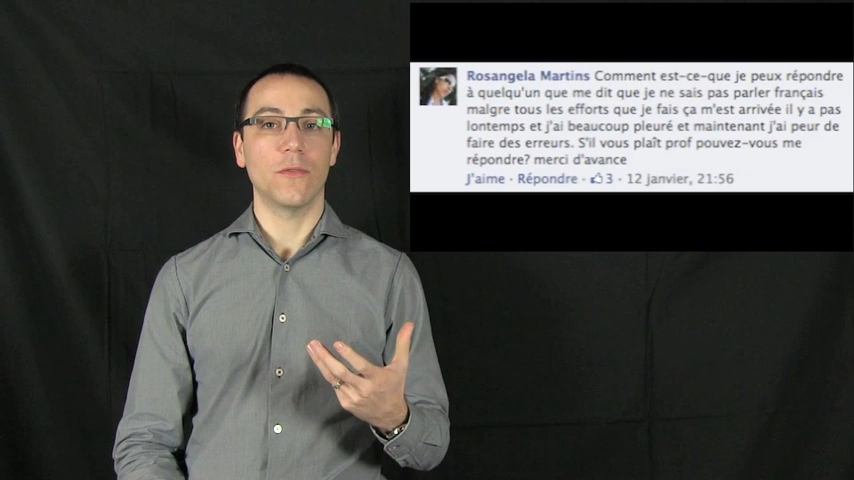 Rosangela Martins Comment est-ce-que je peux répondre
à quelqu'un que me dit que je ne sais pas parler français
malgre tous les efforts que je fais ça m'est arrivée il y a pas
lontemps et j'ai beaucoup pleuré et maintenant j'ai peur de
faire des erreurs. S'il vous plaît prof pouvez-vous me
répondre? merci d'avance
J'aime · Répondre · 3 · 12 janvier, 21:56